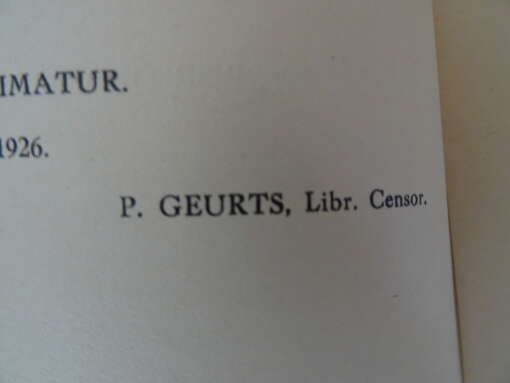 IMATUR.
1926.
P. GEURTS, Libr. Censor.